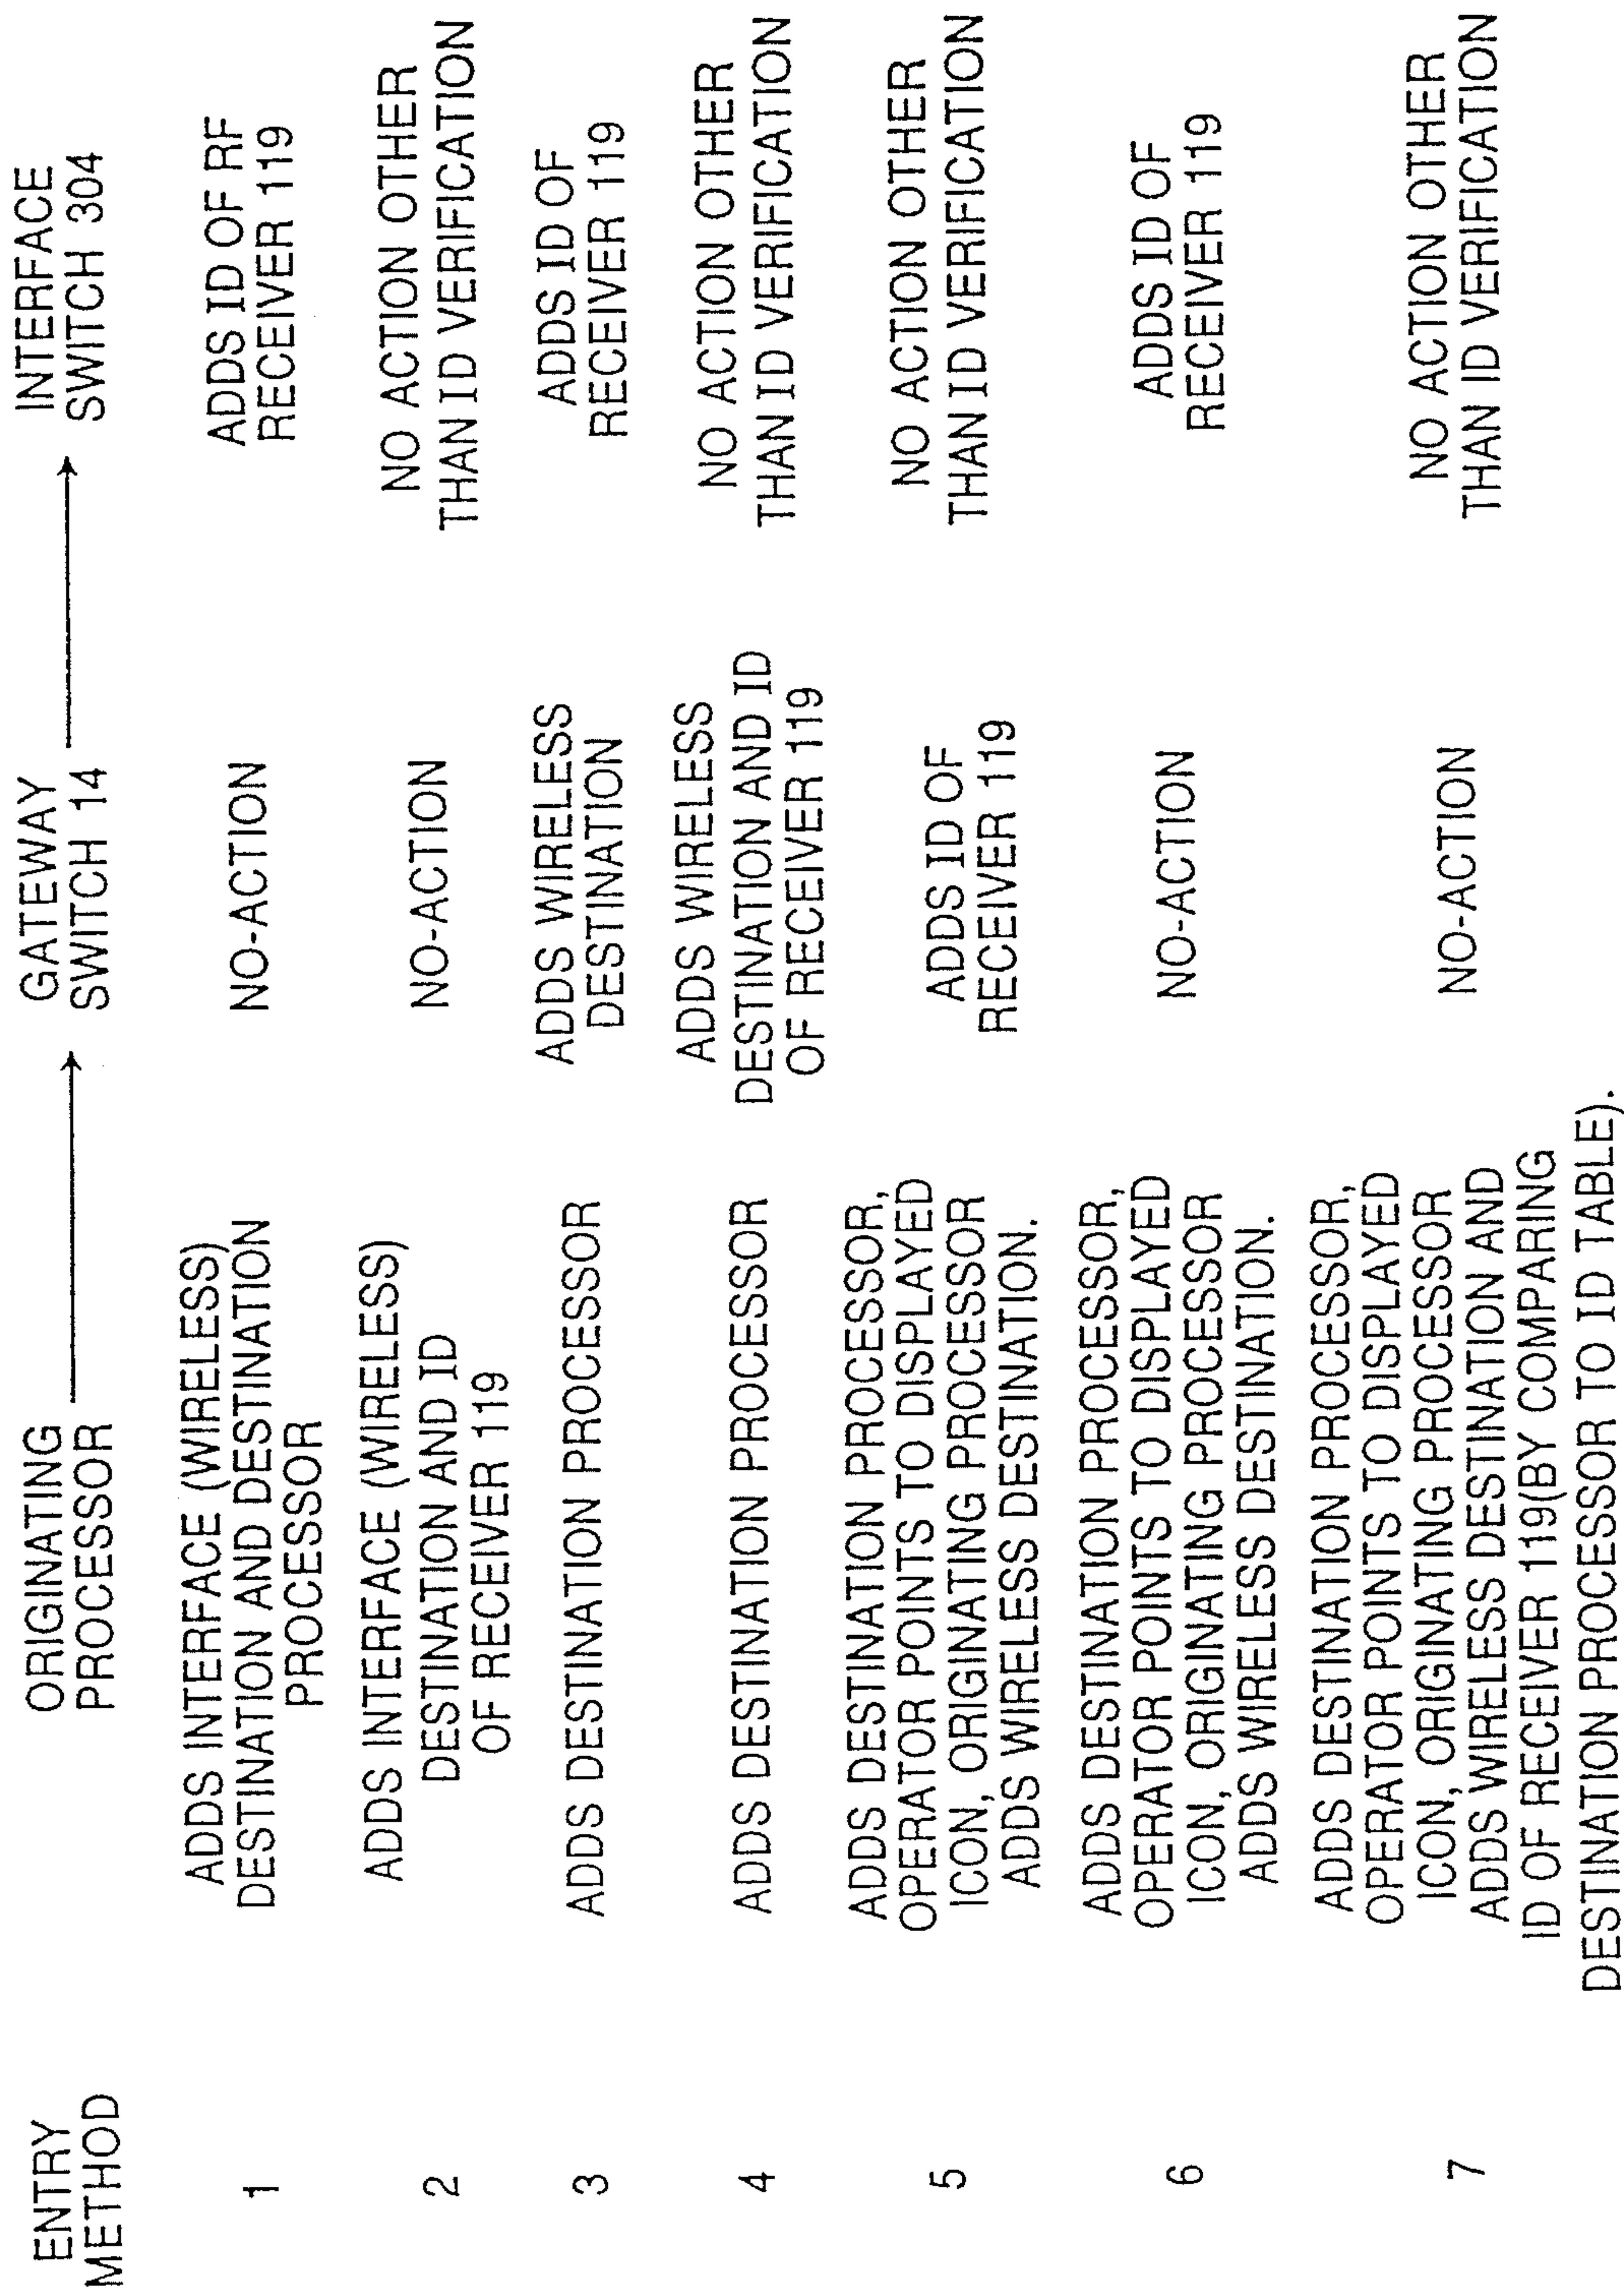 ENTRY
METHOD
ORIGINATING
PROCESSOR
GATEWAY
SWITCH 14
INTERFACE
SWITCH 304
1
ADDS INTERFACE (WIRELESS)
DESTINATION AND DESTINATION
PROCESSOR
NO-ACTION
ADDS ID OF RF
RECEIVER 119
2
ADDS INTERFACE (WIRELESS)
DESTINATION AND ID
OF RECEIVER 119
NO-ACTION
NO ACTION OTHER
THAN ID VERIFICATION
3
ADDS DESTINATION PROCESSOR
ADDS WIRELESS
DESTINATION
ADDS ID OF
RECEIVER 119
4
ADDS DESTINATION PROCESSOR
ADDS WIRELESS
DESTINATION AND ID
OF RECEIVER 119
NO ACTION OTHER
THAN ID VERIFICATION
5
ADDS DESTINATION PROCESSOR,
OPERATOR POINTS TO DISPLAYED
ICON, ORIGINATING PROCESSOR
ADDS WIRELESS DESTINATION.
ADDS ID OF
RECEIVER 119
NO ACTION OTHER
THAN ID VERIFICATION
6
ADDS DESTINATION PROCESSOR,
OPERATOR POINTS TO DISPLAYED
ICON, ORIGINATING PROCESSOR
ADDS WIRELESS DESTINATION.
NO-ACTION
ADDS ID OF
RECEIVER 119
7
ADDS DESTINATION PROCESSOR,
OPERATOR POINTS TO DISPLAYED
ICON, ORIGINATING PROCESSOR
ADDS WIRELESS DESTINATION AND
ID OF RECEIVER 119(BY COMPARING
DESTINATION PROCESSOR TO ID TABLE).
NO-ACTION
NO ACTION OTHER
THAN ID VERIFICATION